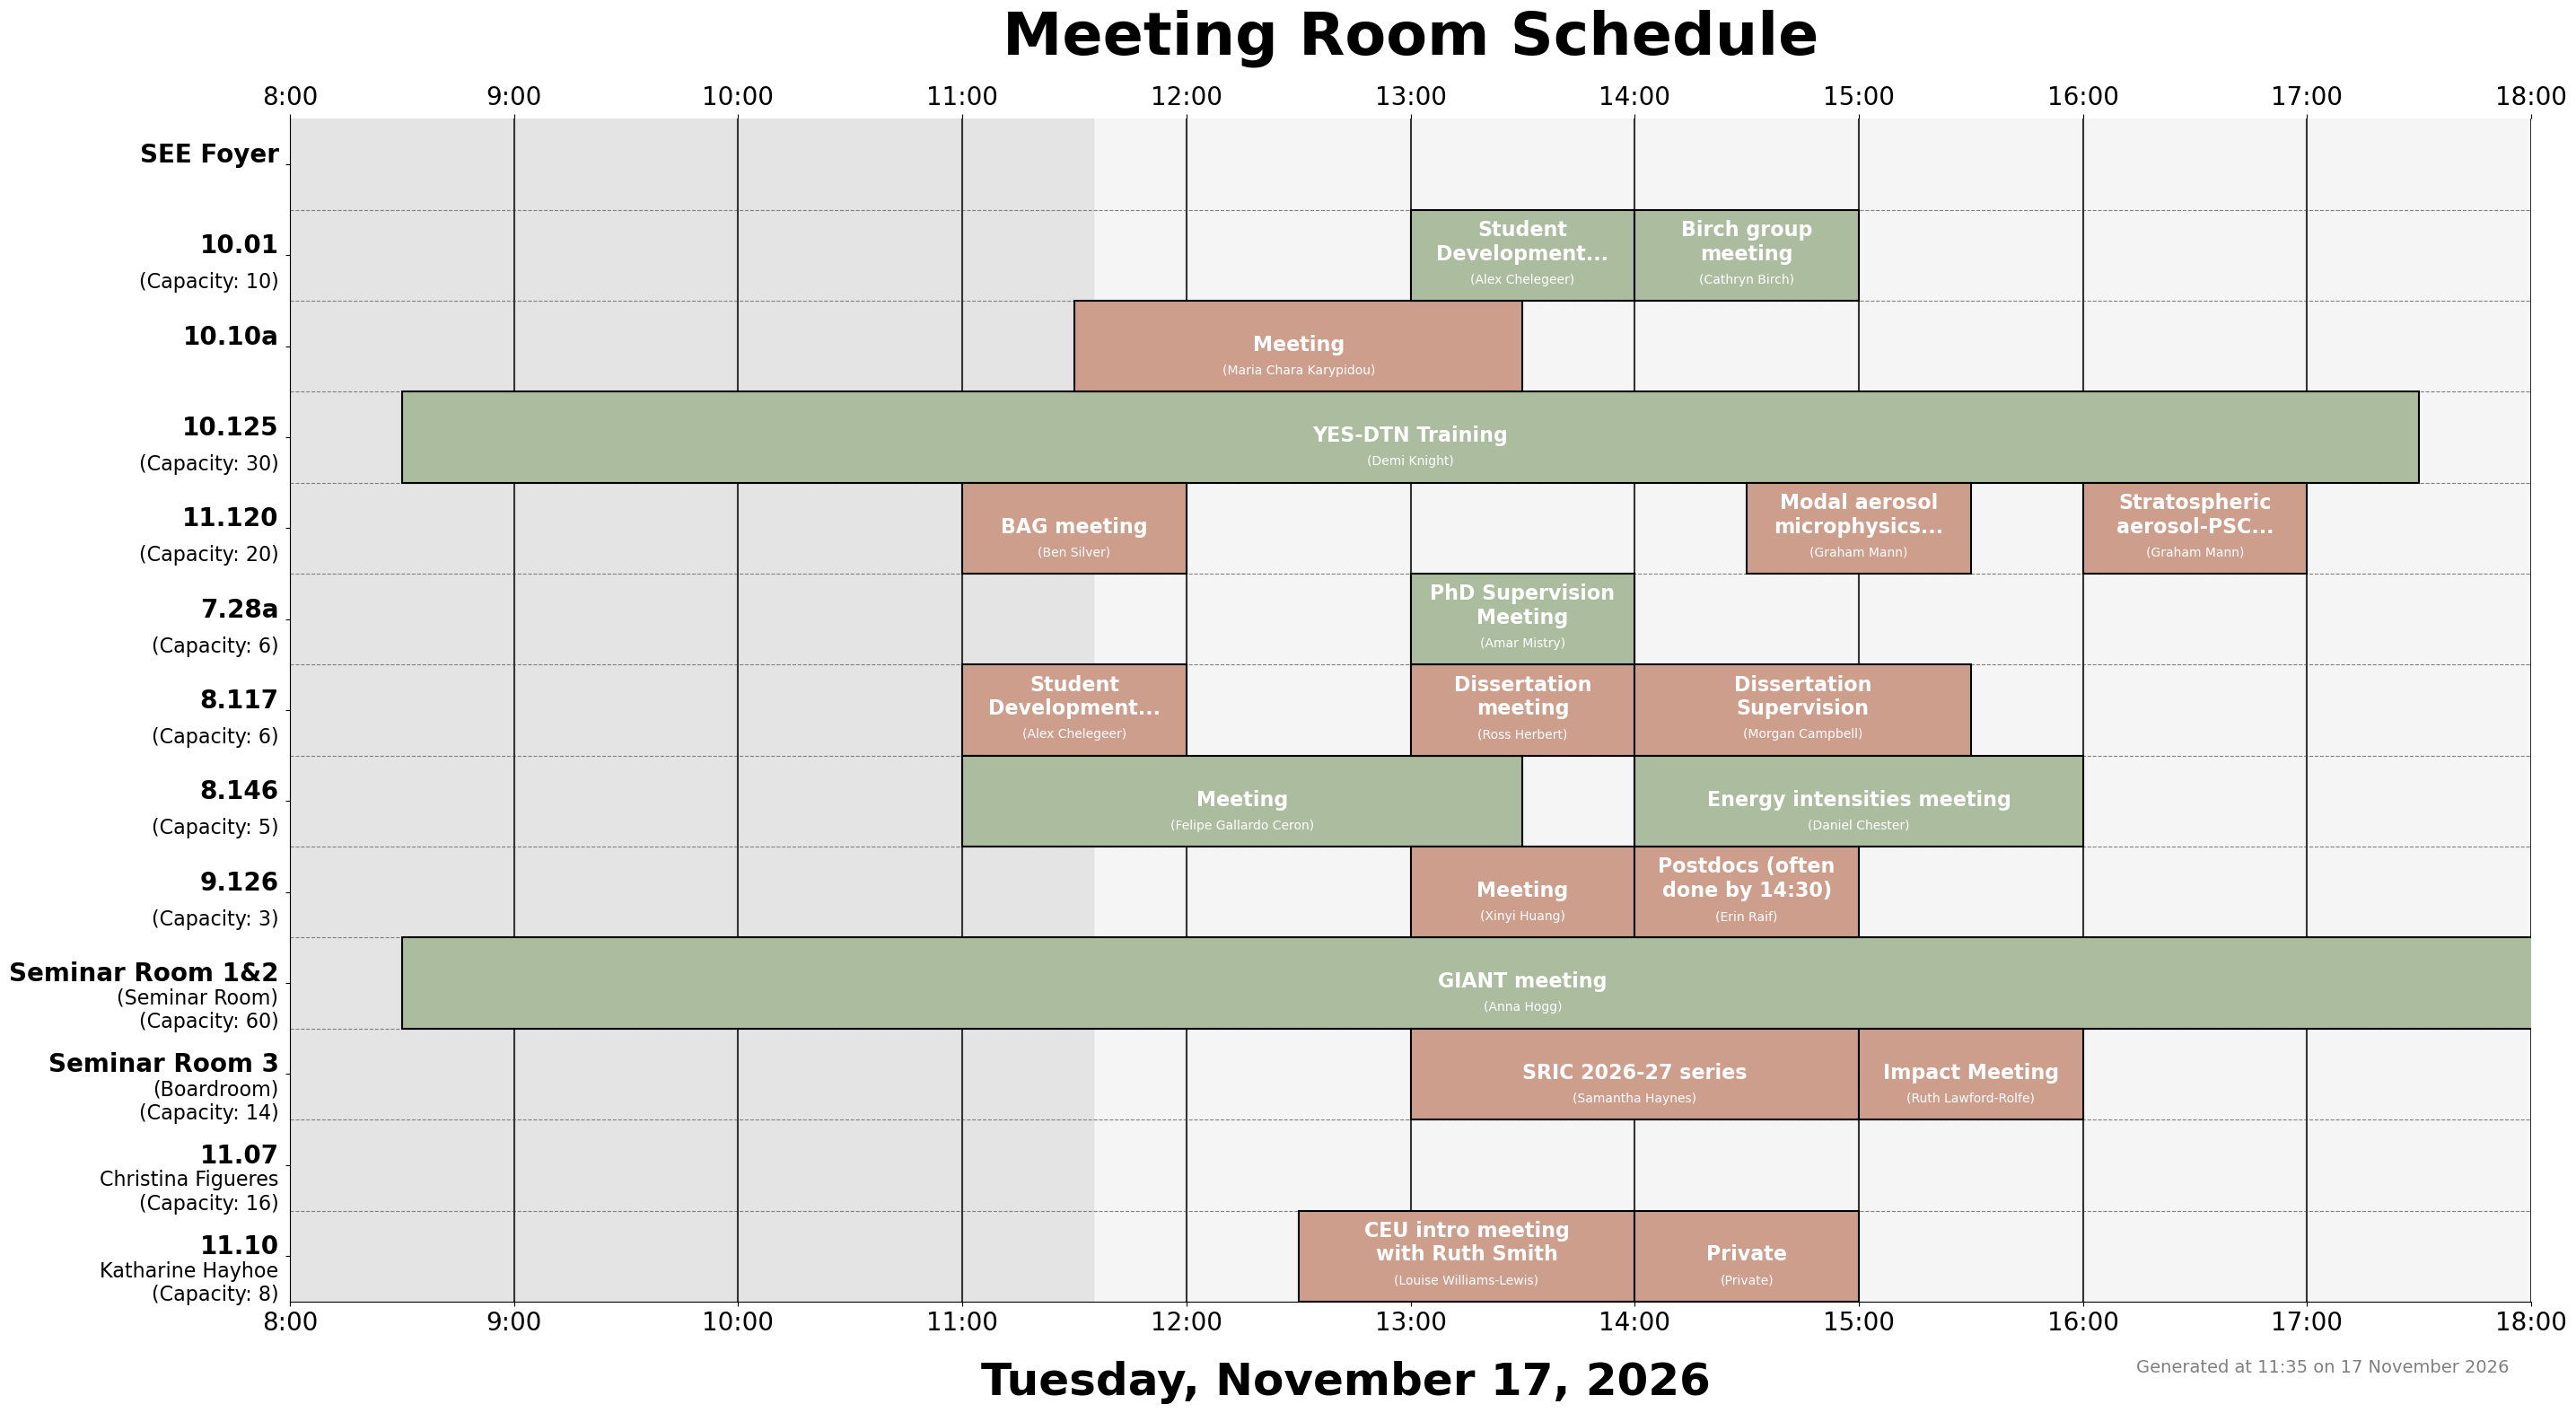 Meeting Room Schedule
8:00 9:00 10:00 11:00 12:00 13:00 14:00 15:00 16:00 17:00 18:00
SEE Foyer
10.01
(Capacity: 10)
Student
Development...
(Alex Chelegeer)
Birch group
meeting
(Cathryn Birch)
10.10a
Meeting
(Maria Chara Karypidou)
10.125
(Capacity: 30)
YES-DTN Training
(Demi Knight)
11.120
(Capacity: 20)
BAG meeting
(Ben Silver)
Modal aerosol
microphysics...
(Graham Mann)
Stratospheric
aerosol-PSC...
(Graham Mann)
7.28a
(Capacity: 6)
PhD Supervision
Meeting
(Amar Mistry)
8.117
(Capacity: 6)
Student
Development...
(Alex Chelegeer)
Dissertation
meeting
(Ross Herbert)
Dissertation
Supervision
(Morgan Campbell)
8.146
(Capacity: 5)
Meeting
(Felipe Gallardo Ceron)
Energy intensities meeting
(Daniel Chester)
9.126
(Capacity: 3)
Meeting
(Xinyi Huang)
Postdocs (often
done by 14:30)
(Erin Raif)
Seminar Room 1&2
(Seminar Room)
(Capacity: 60)
GIANT meeting
(Anna Hogg)
Seminar Room 3
(Boardroom)
(Capacity: 14)
SRIC 2026-27 series
(Samantha Haynes)
Impact Meeting
(Ruth Lawford-Rolfe)
11.07
Christina Figueres
(Capacity: 16)
11.10
Katharine Hayhoe
(Capacity: 8)
CEU intro meeting
with Ruth Smith
(Louise Williams-Lewis)
Private
(Private)
8:00 9:00 10:00 11:00 12:00 13:00 14:00 15:00 16:00 17:00 18:00
Tuesday, November 17, 2026
Generated at 11:35 on 17 November 2026